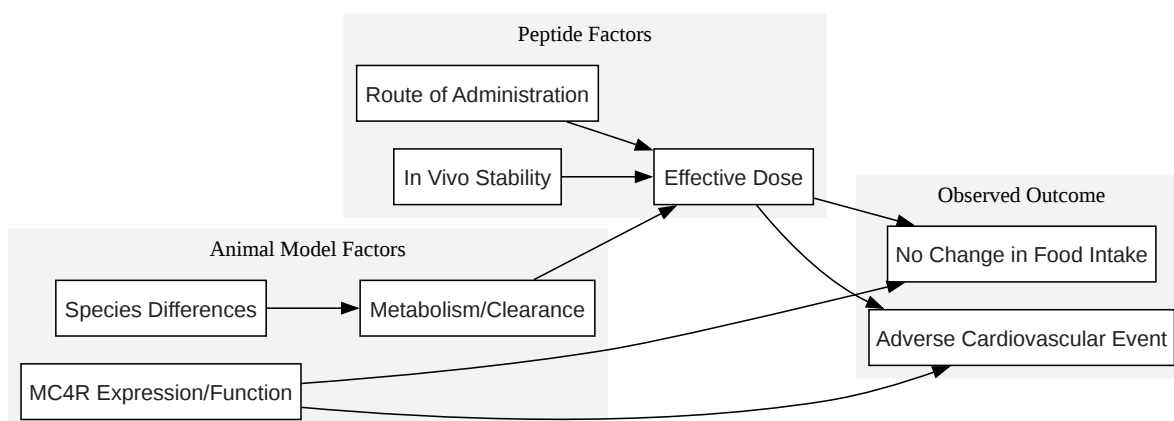 Peptide Factors
Route of Administration
In Vivo Stability
Effective Dose
Observed Outcome
No Change in Food Intake
Adverse Cardiovascular Event
Animal Model Factors
Species Differences
Metabolism/Clearance
MC4R Expression/Function